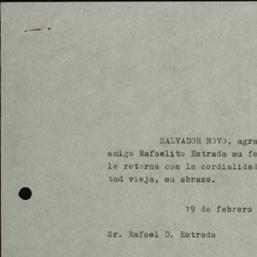 SALVADOR NOVO, agra
amigo Rafaelito Estrada su fe
le retorna con la cordialidad
tad vieja, su abrazo.
19 de febrero
Sr. Rafael D. Estrada